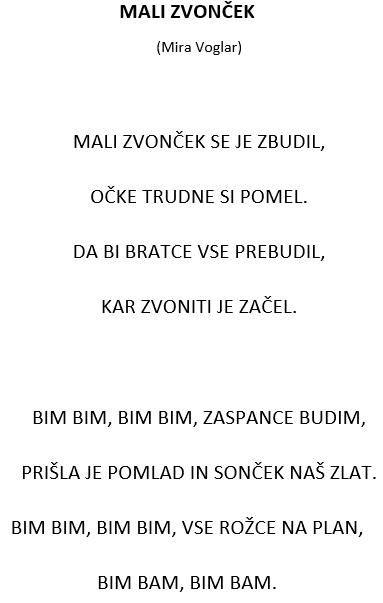 MALI ZVONČEK
(Mira Voglar)
MALI ZVONČEK SE JE ZBUDIL,
OČKE TRUDNE SI POMEL.
DA BI BRATCE VSE PREBUDIL,
KAR ZVONITI JE ZAČEL.
BIM BIM, BIM BIM, ZASPANCE BUDIM,
PRIŠLA JE POMLAD IN SONČEK NAŠ ZLAT.
BIM BIM, BIM BIM, VSE ROŽCE NA PLAN,
BIM BAM, BIM BAM.